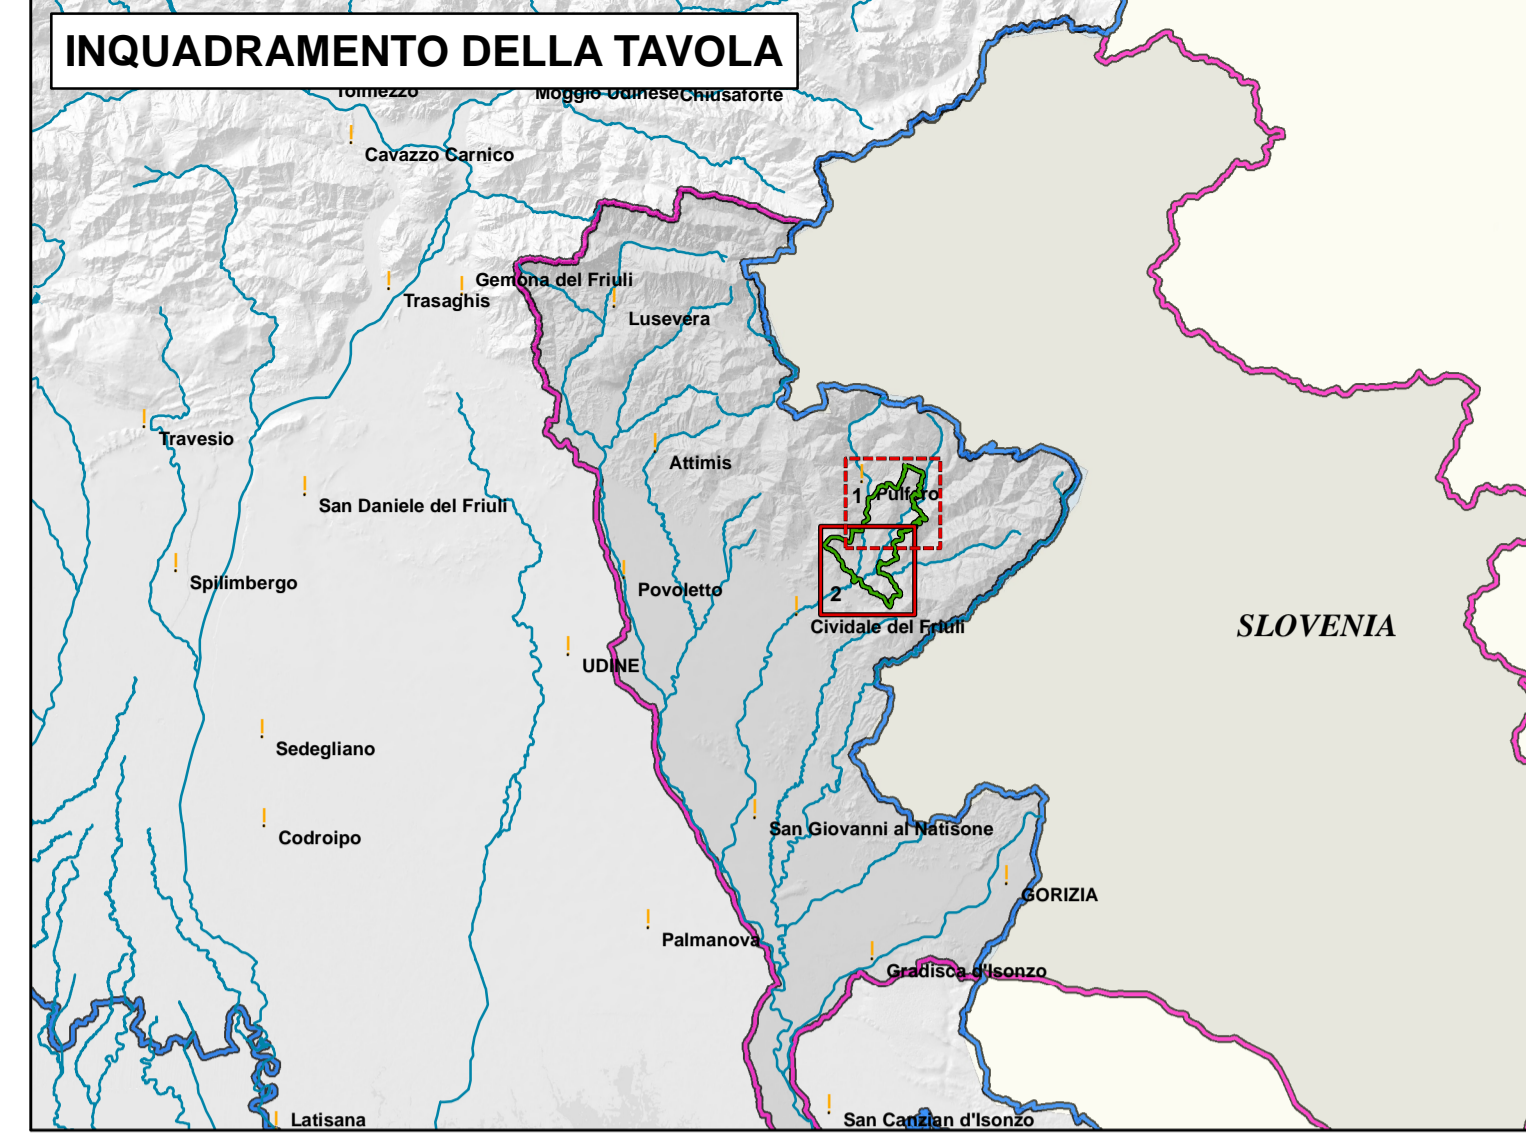 INQUADRAMENTO DELLA TAVOLA
Tolmezzo
Moggio Udinese
Chiusaforte
Cavazzo Carnico
Gemona del Friuli
Trasaghis
Lusevera
Travesio
Attimis
1
Pulfero
San Daniele del Friuli
Spilimbergo
Povoletto
2
Cividale del Friuli
SLOVENIA
UDINE
Sedegliano
San Giovanni al Natisone
Codroipo
GORIZIA
Palmanova
Gradisca d'Isonzo
Latisana
San Canzian d'Isonzo